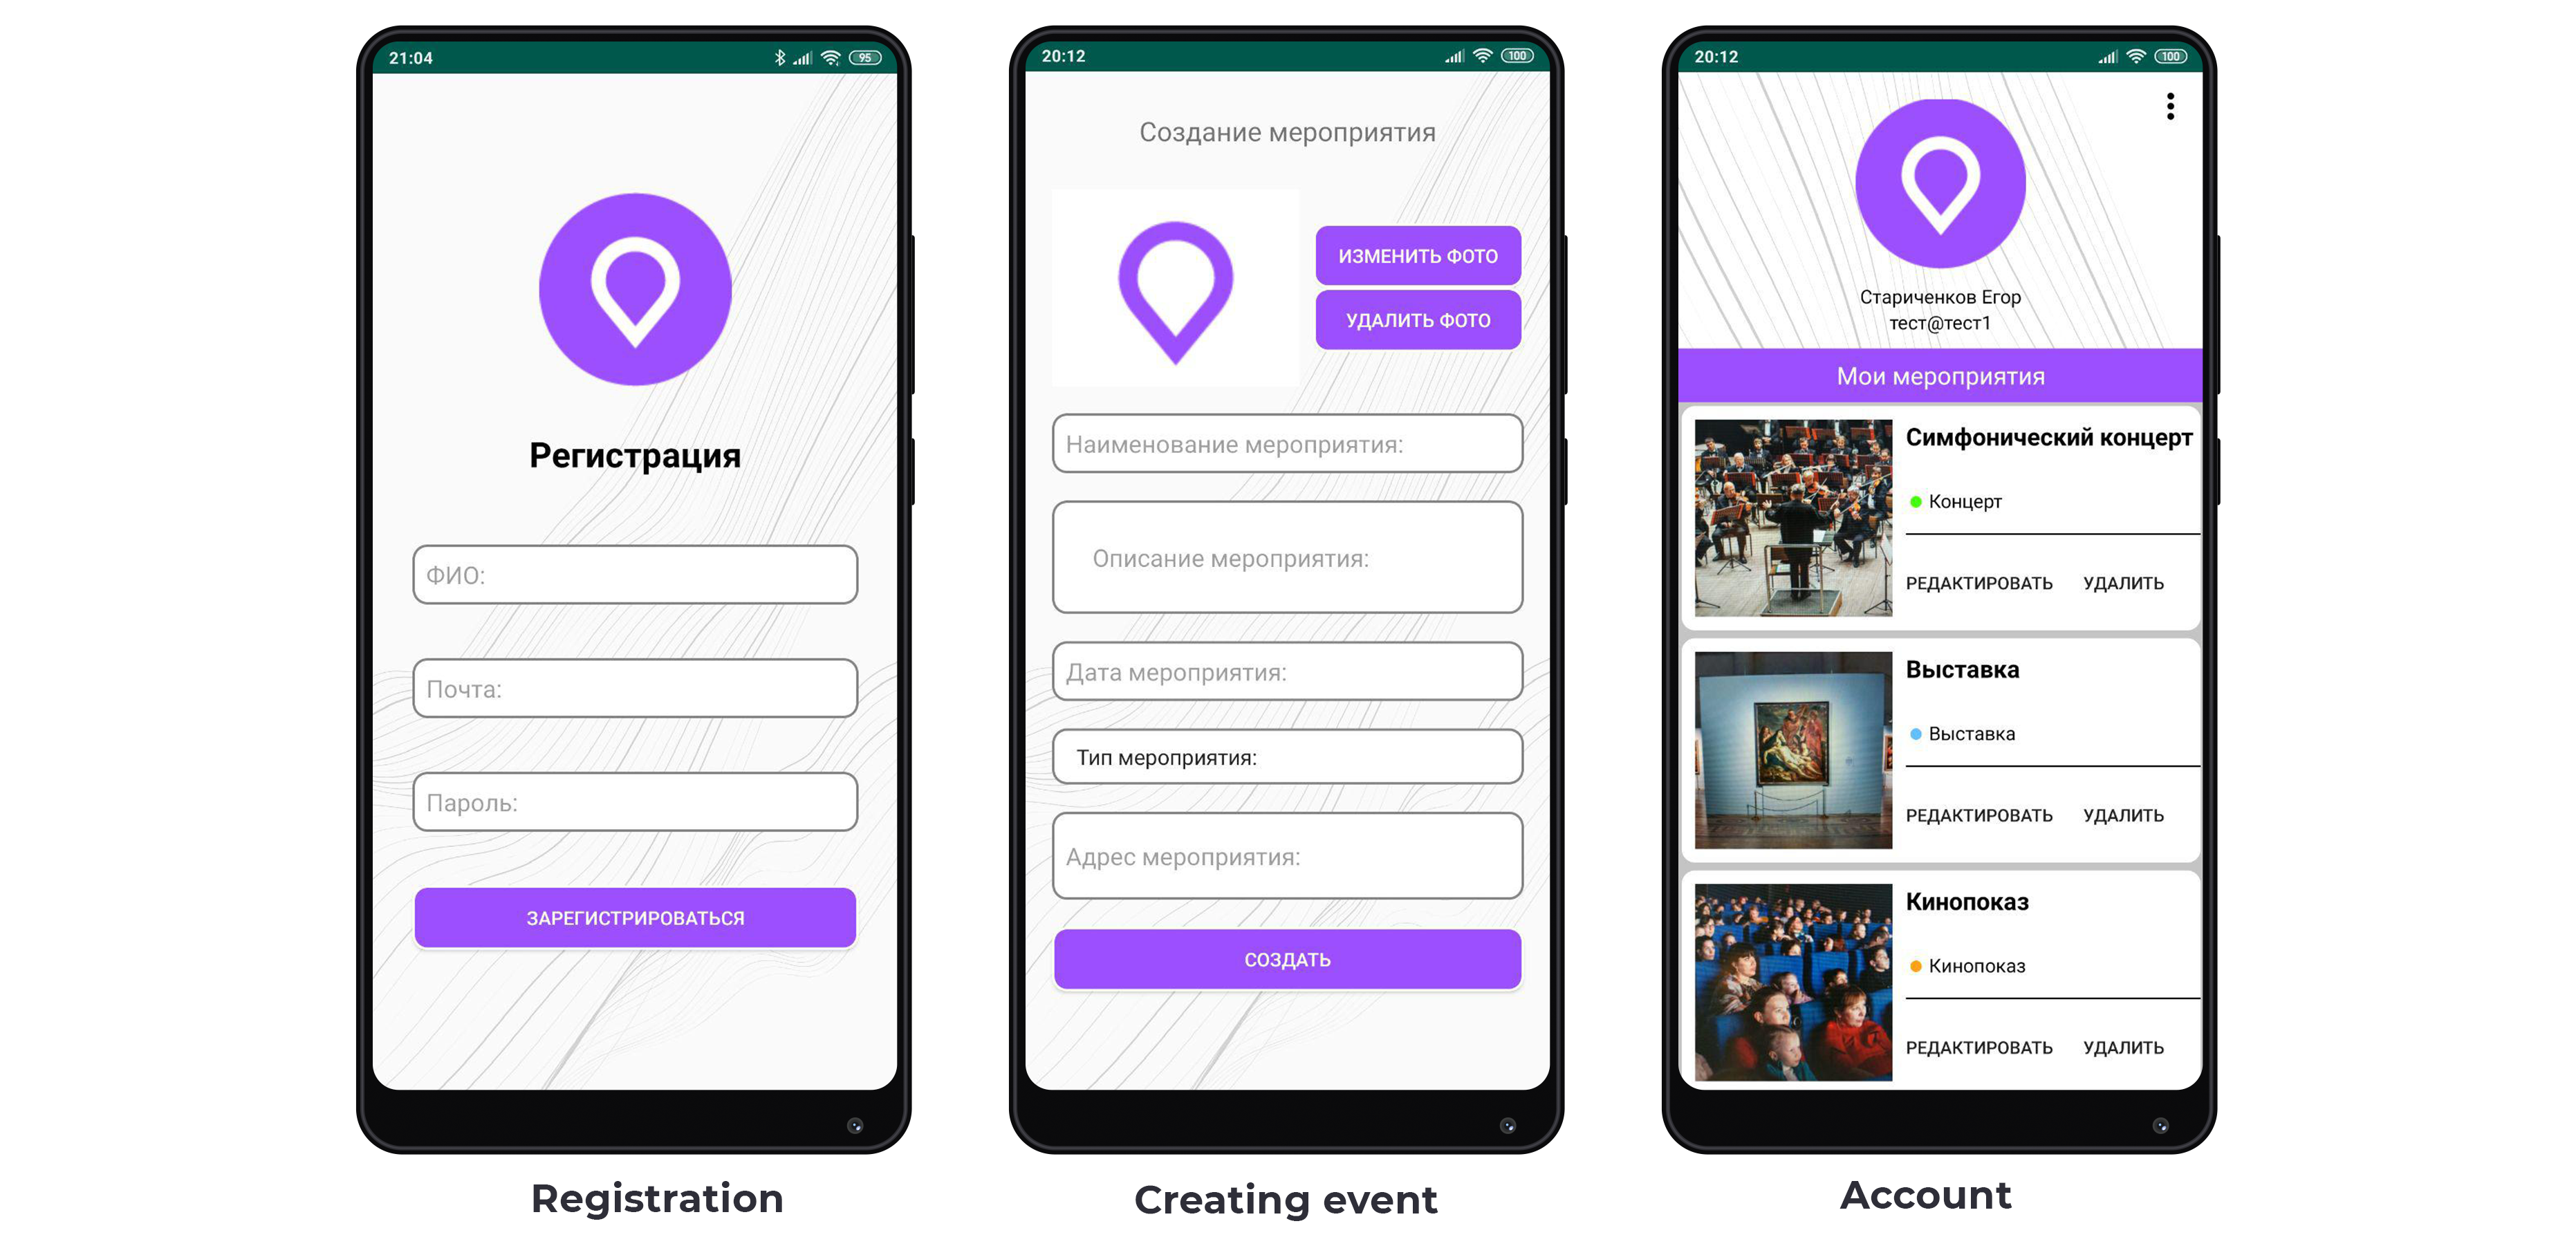 21:04
95
Регистрация
ФИО:
Почта:
Пароль:
ЗАРЕГИСТРИРОВАТЬСЯ
Registration
20:12
100
Создание мероприятия
ИЗМЕНИТЬ ФОТО
УДАЛИТЬ ФОТО
Наименование мероприятия:
Описание мероприятия:
Дата мероприятия:
Тип мероприятия:
Адрес мероприятия:
СОЗДАТЬ
Creating event
20:12
100
Стариченков Егор
тест@тест1
Мои мероприятия
Симфонический концерт
Концерт
РЕДАКТИРОВАТЬ УДАЛИТЬ
Выставка
Выставка
РЕДАКТИРОВАТЬ УДАЛИТЬ
Кинопоказ
Кинопоказ
РЕДАКТИРОВАТЬ УДАЛИТЬ
Account